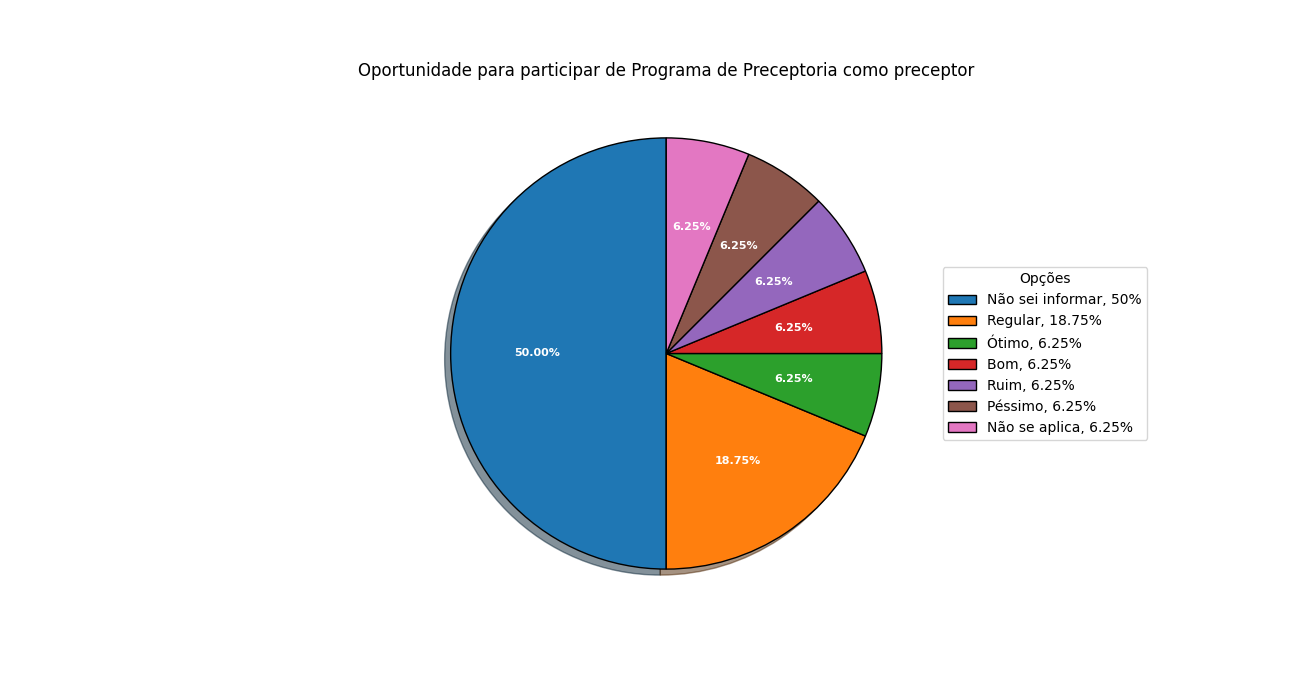 Oportunidade para participar de Programa de Preceptoria como preceptor
6.25%
6.25%
6.25%
6.25%
50.00%
6.25%
18.75%
Opções
Não sei informar, 50%
Regular, 18.75%
Ótimo, 6.25%
Bom, 6.25%
Ruim, 6.25%
Péssimo, 6.25%
Não se aplica, 6.25%